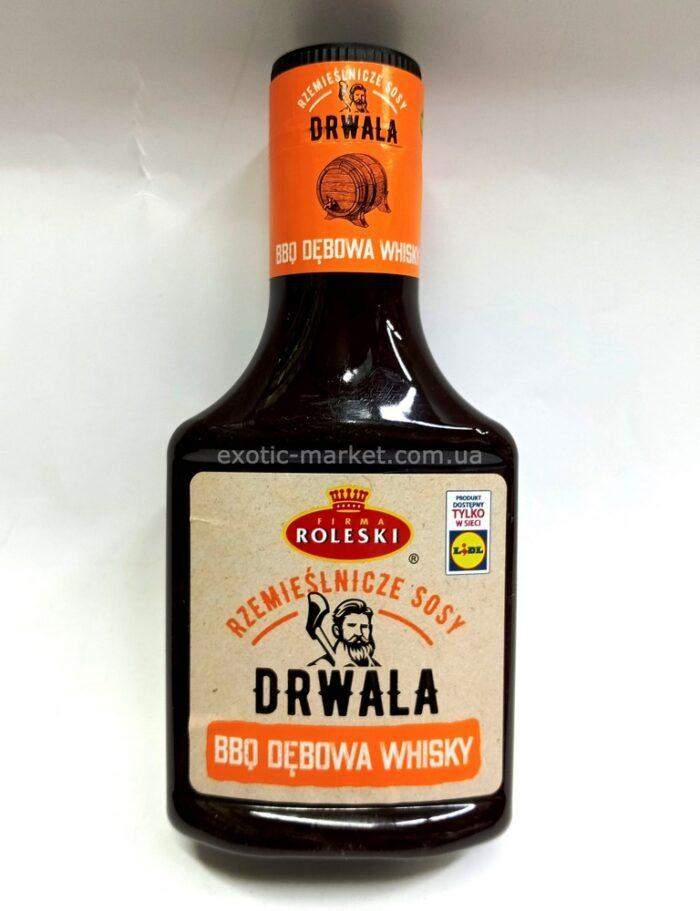 RZEMIEŚLNICZE SOSY
DRWALA
BBQ DĘBOWA WHISKY
exotic-market.com.ua
FIRMA
ROLESKI
®
PRODUKT
DOSTĘPNY
TYLKO
W SIECI
LIDL
RZEMIEŚLNICZE SOSY
DRWALA
BBQ DĘBOWA WHISKY